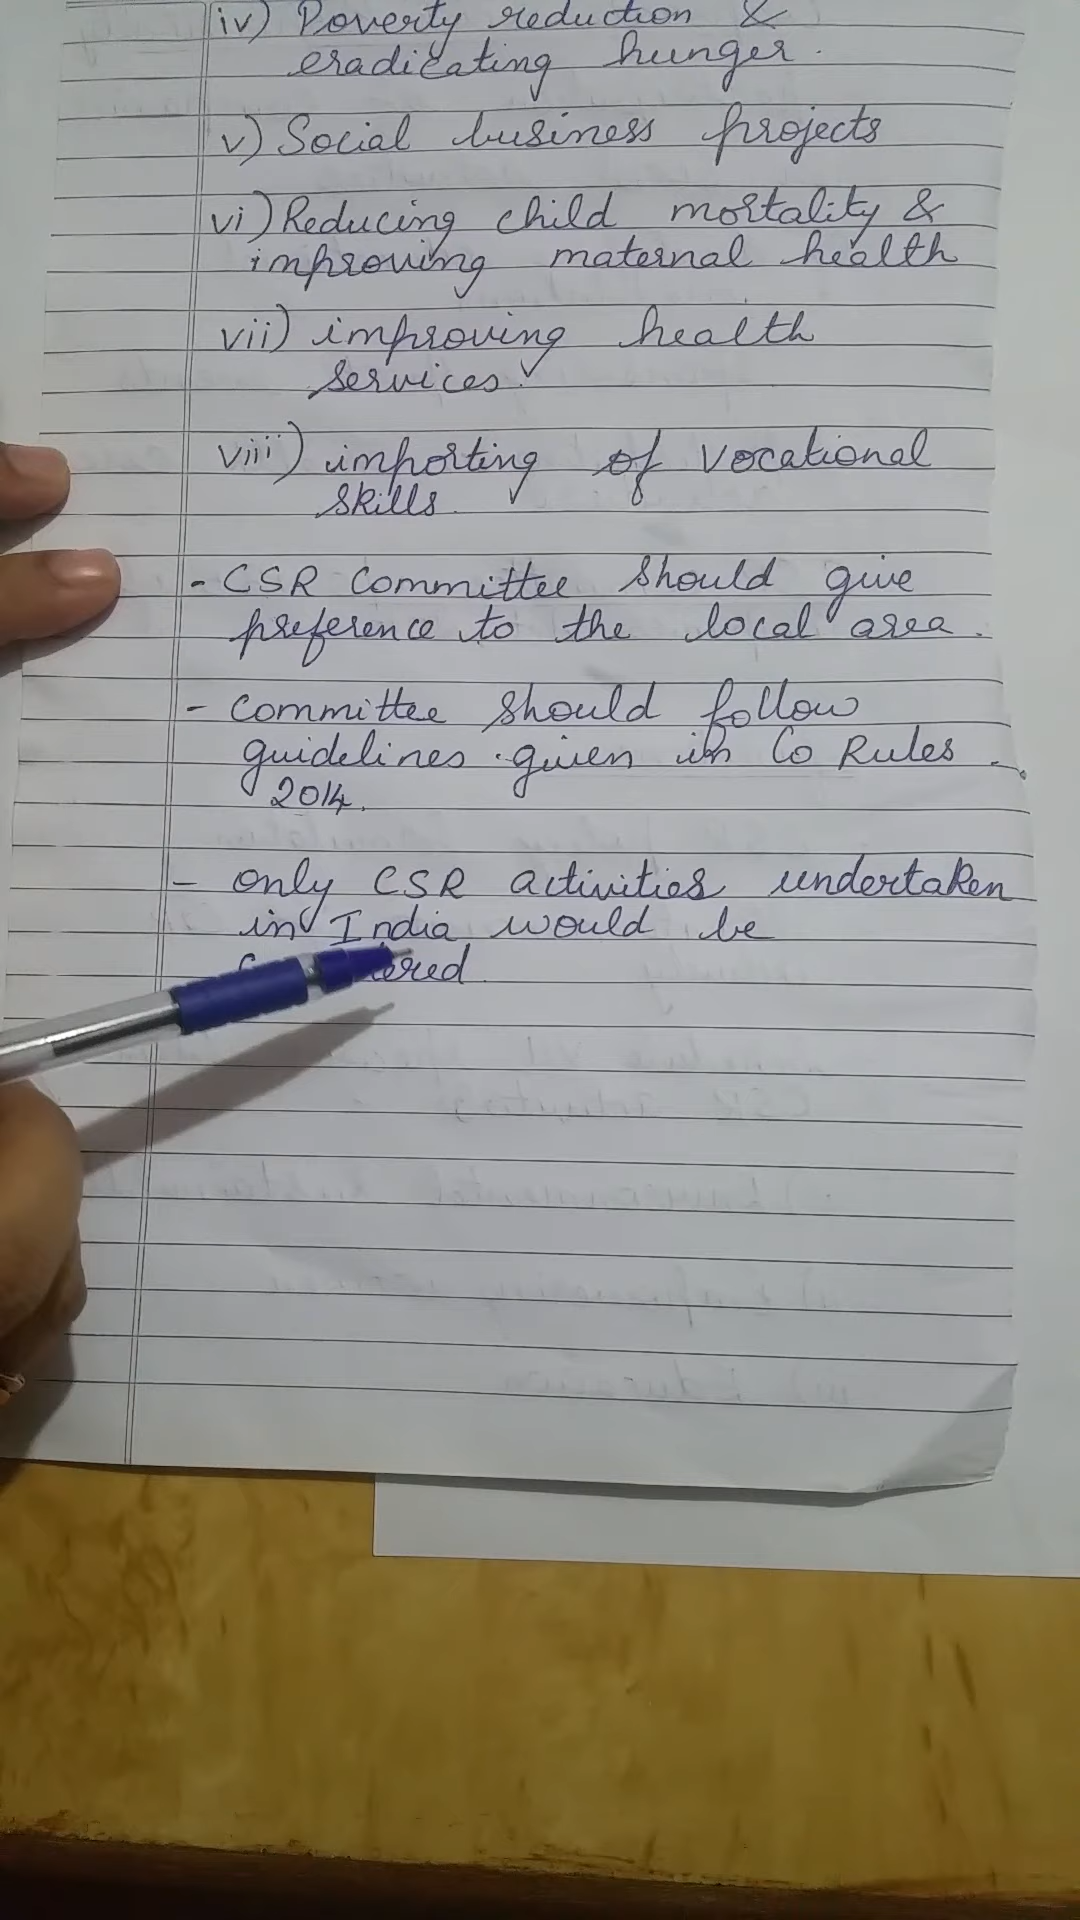 iv) Poverty reduction &
eradicating hunger.
v) Social business projects
vi) Reducing child mortality &
improving maternal health
vii) improving health
services.
viii) importing of vocational
skills.
- CSR Committee should give
preference to the local area.
- Committee should follow
guidelines given in Co Rules.
2014.
- only CSR activities undertaken
in India would be